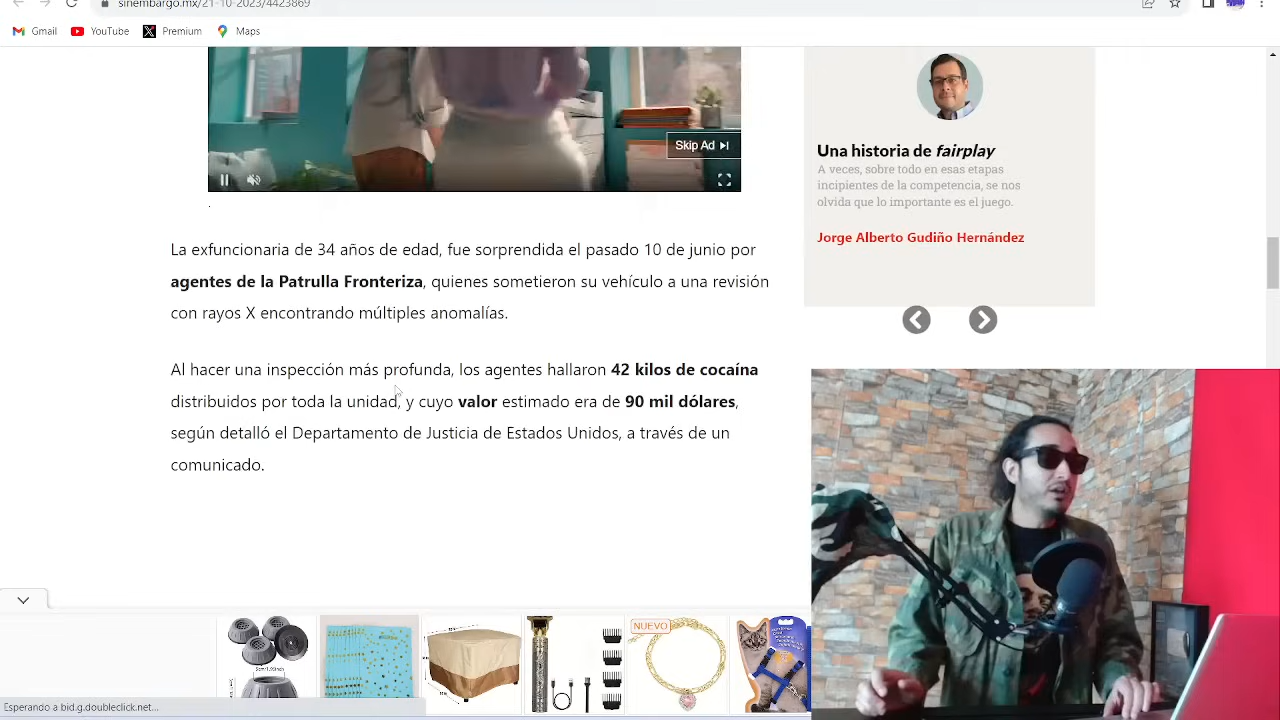 sinembargo.mx/21-10-2023/4423869
Gmail
YouTube
Premium
Maps
Skip Ad
La exfuncionaria de 34 años de edad, fue sorprendida el pasado 10 de junio por
agentes de la Patrulla Fronteriza, quienes sometieron su vehículo a una revisión
con rayos X encontrando múltiples anomalías.
Al hacer una inspección más profunda, los agentes hallaron 42 kilos de cocaína
distribuidos por toda la unidad, y cuyo valor estimado era de 90 mil dólares,
según detalló el Departamento de Justicia de Estados Unidos, a través de un
comunicado.
Una historia de fairplay
A veces, sobre todo en esas etapas
incipientes de la competencia, se nos
olvida que lo importante es el juego.
Jorge Alberto Gudiño Hernández
NUEVO
Esperando a cid.g.doubleclick.net...